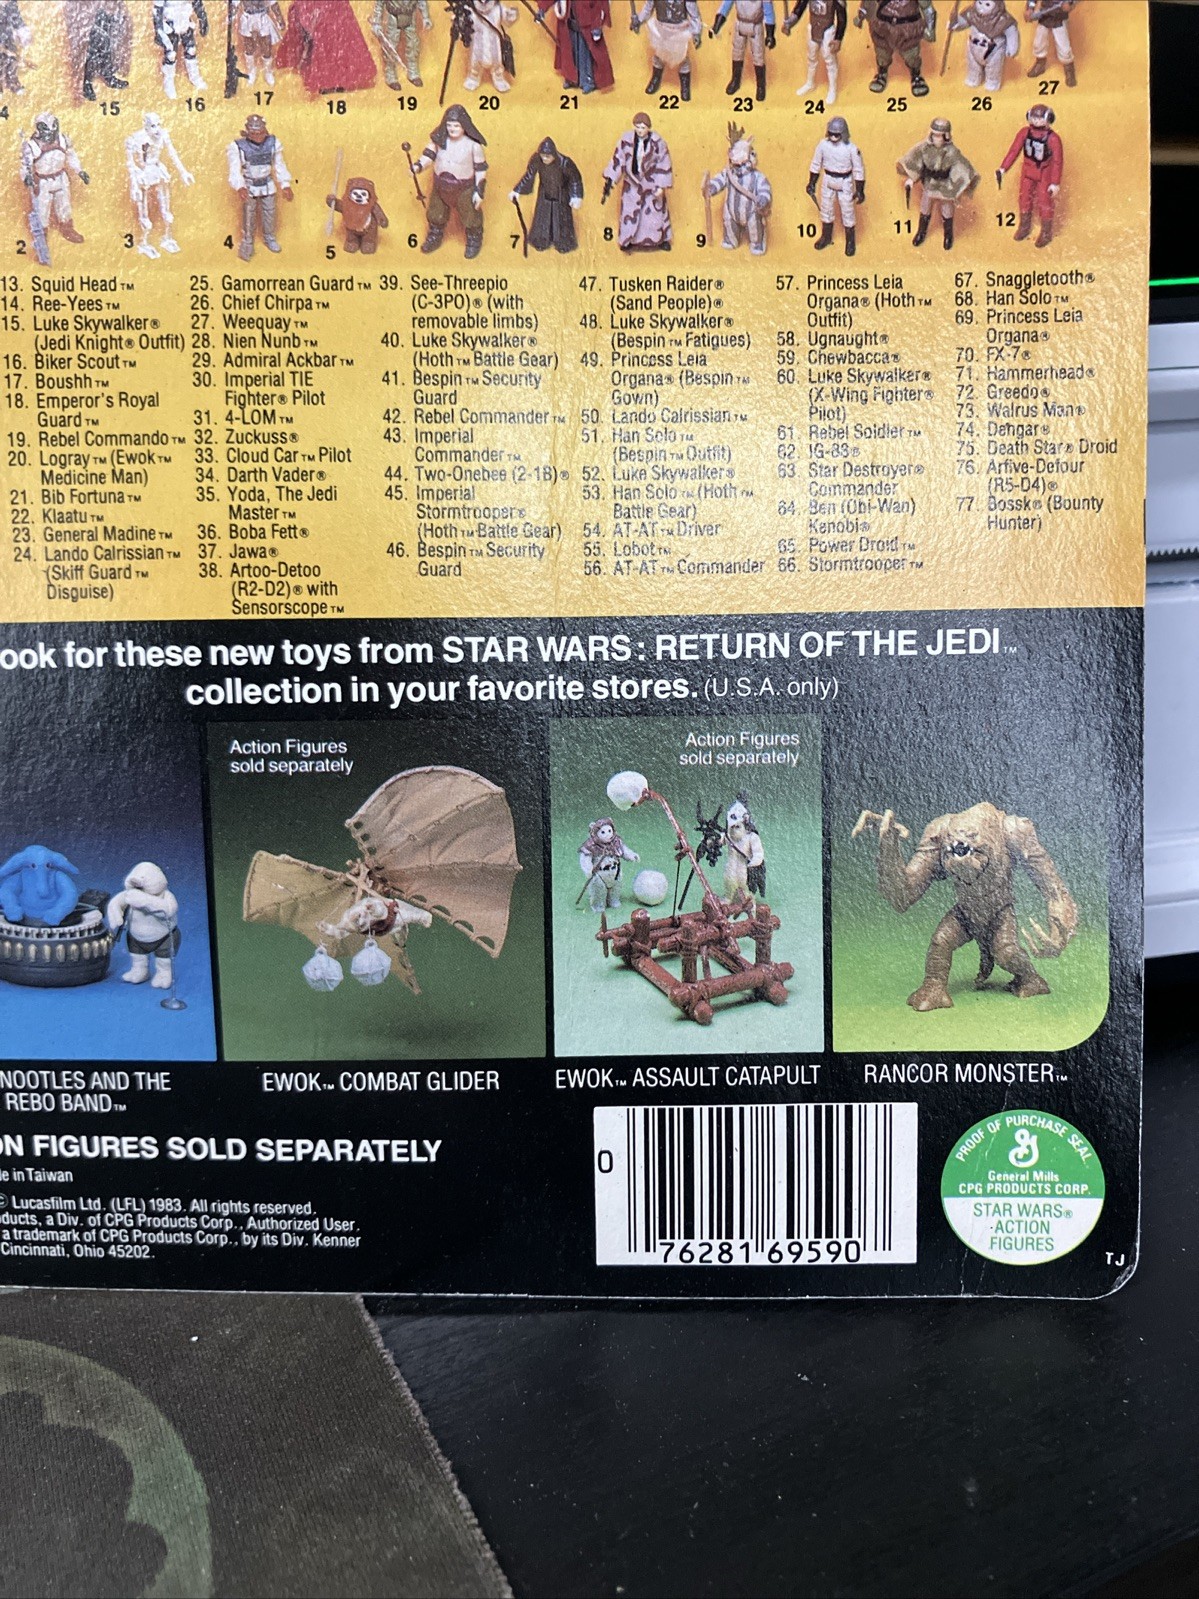 4 15 16 17 18 19 20 21 22 23 24 25 26 27
2 3 4 5 6 7 8 9 10 11 12
13. Squid Head™
14. Ree-Yees™
15. Luke Skywalker®
(Jedi Knight® Outfit)
16. Biker Scout™
17. Boushh™
18. Emperor's Royal
Guard™
19. Rebel Commando™
20. Logray™ (Ewok™
Medicine Man)
21. Bib Fortuna™
22. Klaatu™
23. General Madine™
24. Lando Calrissian™
(Skiff Guard™
Disguise)
25. Gamorrean Guard™
26. Chief Chirpa™
27. Weequay™
28. Nien Nunb™
29. Admiral Ackbar™
30. Imperial TIE
Fighter® Pilot
31. 4-LOM™
32. Zuckuss®
33. Cloud Car™ Pilot
34. Darth Vader®
35. Yoda, The Jedi
Master™
36. Boba Fett®
37. Jawa®
38. Artoo-Detoo
(R2-D2)® with
Sensorscope™
39. See-Threepio
(C-3PO)® (with
removable limbs)
40. Luke Skywalker®
(Hoth™ Battle Gear)
41. Bespin™ Security
Guard
42. Rebel Commander™
43. Imperial
Commander™
44. Two-Onebee (2-1B)®
45. Imperial
Stormtrooper®
(Hoth™ Battle Gear)
46. Bespin™ Security
Guard
47. Tusken Raider®
(Sand People)®
48. Luke Skywalker®
(Bespin™ Fatigues)
49. Princess Leia
Organa® (Bespin™
Gown)
50. Lando Calrissian™
51. Han Solo™
(Bespin™ Outfit)
52. Luke Skywalker®
53. Han Solo™ (Hoth™
Battle Gear)
54. AT-AT™ Driver
55. Lobot™
56. AT-AT™ Commander
57. Princess Leia
Organa® (Hoth™
Outfit)
58. Ugnaught®
59. Chewbacca®
60. Luke Skywalker®
(X-Wing Fighter®
Pilot)
61. Rebel Soldier™
62. IG-88®
63. Star Destroyer®
Commander
64. Ben (Obi-Wan)
Kenobi®
65. Power Droid™
66. Stormtrooper™
67. Snaggletooth®
68. Han Solo™
69. Princess Leia
Organa®
70. FX-7®
71. Hammerhead®
72. Greedo®
73. Walrus Man®
74. Dengar®
75. Death Star® Droid
76. Arfive-Defour
(R5-D4)®
77. Bossk® (Bounty
Hunter)
ook for these new toys from STAR WARS: RETURN OF THE JEDI™
collection in your favorite stores. (U.S.A. only)
Action Figures
sold separately
Action Figures
sold separately
NOOTLES AND THE
REBO BAND™
EWOK™ COMBAT GLIDER
EWOK™ ASSAULT CATAPULT
RANCOR MONSTER™
ON FIGURES SOLD SEPARATELY
e in Taiwan
© Lucasfilm Ltd. (LFL) 1983. All rights reserved.
ducts, a Div. of CPG Products Corp., Authorized User.
a trademark of CPG Products Corp., by its Div. Kenner
Cincinnati, Ohio 45202.
0 76281 69590
PROOF OF PURCHASE SEAL
General Mills
CPG PRODUCTS CORP.
STAR WARS®
ACTION
FIGURES
TJ